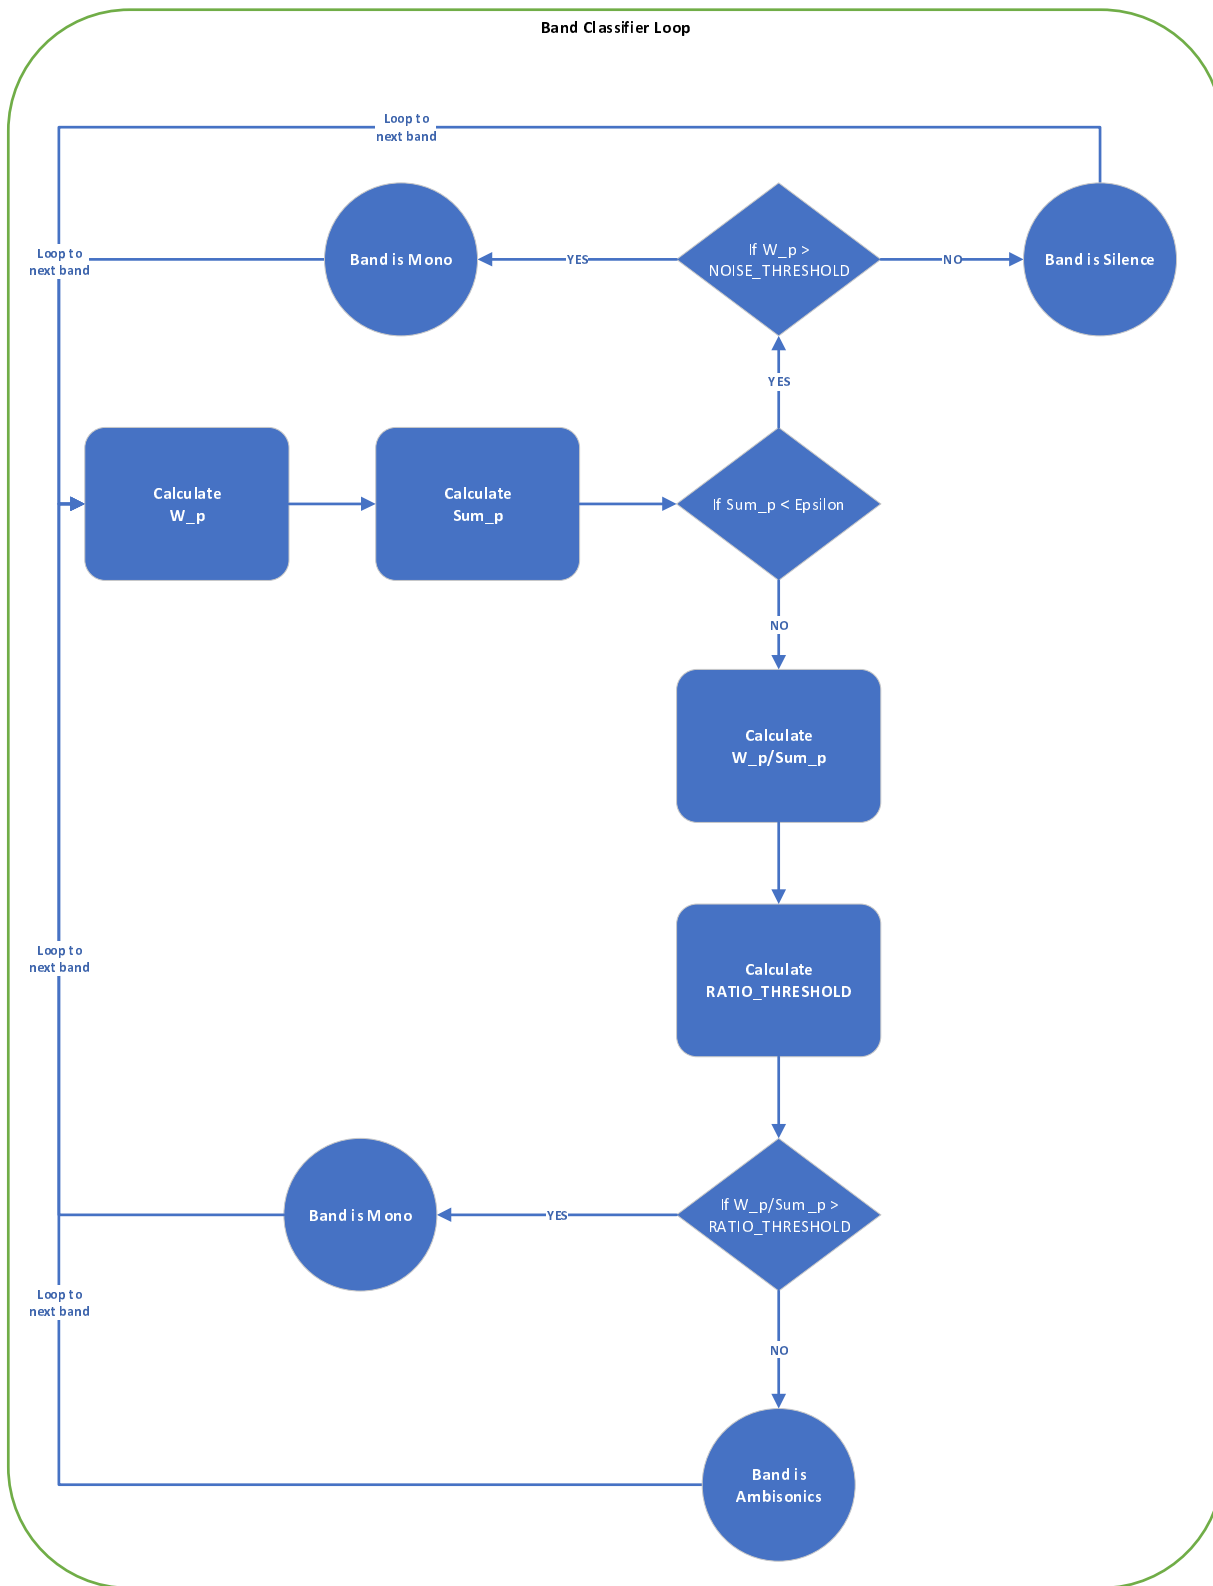 Band Classifier Loop
Loop to
next band
Loop to
next band
Band is Mono
YES
If W_p >
NOISE_THRESHOLD
NO
Band is Silence
YES
Calculate
W_p
Calculate
Sum_p
If Sum_p < Epsilon
NO
Calculate
W_p/Sum_p
Loop to
next band
Calculate
RATIO_THRESHOLD
Band is Mono
YES
If W_p/Sum_p >
RATIO_THRESHOLD
Loop to
next band
NO
Band is
Ambisonics